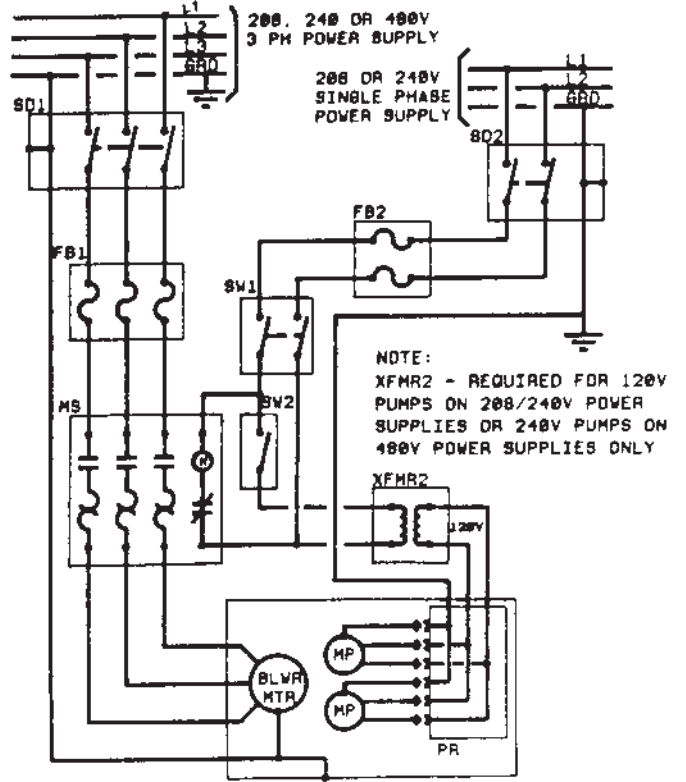 L1
L2
L3
GRD
208, 240 OR 480V
3 PH POWER SUPPLY
208 OR 240V
SINGLE PHASE
POWER SUPPLY
L1
L2
GRD
SD1
SD2
FB2
FB1
SW1
NOTE:
XFMR2 - REQUIRED FOR 120V
PUMPS ON 208/240V POWER
SUPPLIES OR 240V PUMPS ON
480V POWER SUPPLIES ONLY
MS
SW2
M
XFMR2
120V
MP
BLWR
MTR
MP
PR